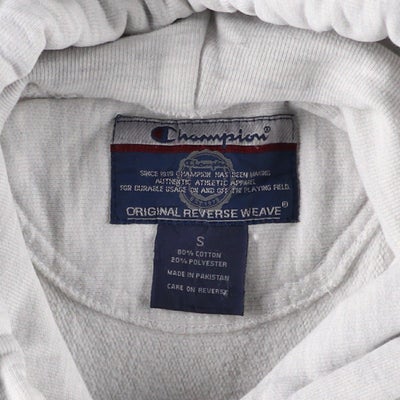 Champion®
SINCE 1919 CHAMPION HAS BEEN MAKING
AUTHENTIC ATHLETIC APPAREL
FOR DURABLE USAGE ON AND OFF THE PLAYING FIELD.
ORIGINAL REVERSE WEAVE®
S
80% COTTON
20% POLYESTER
MADE IN PAKISTAN
CARE ON REVERSE